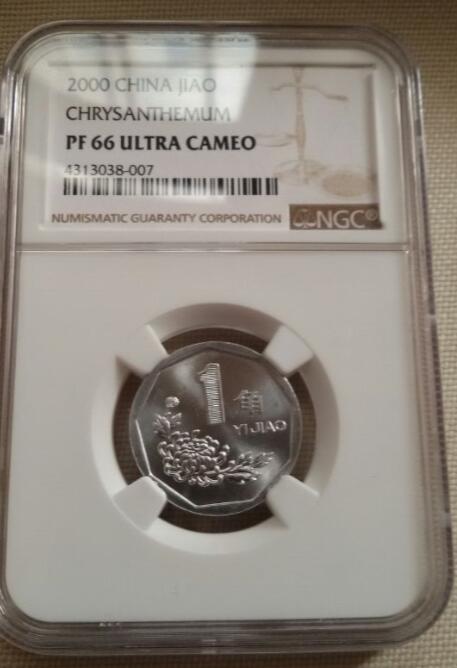 2000 CHINA JIAO
CHRYSANTHEMUM
PF 66 ULTRA CAMEO
4313038-007
NUMISMATIC GUARANTY CORPORATION NGC®
1 角
YI JIAO